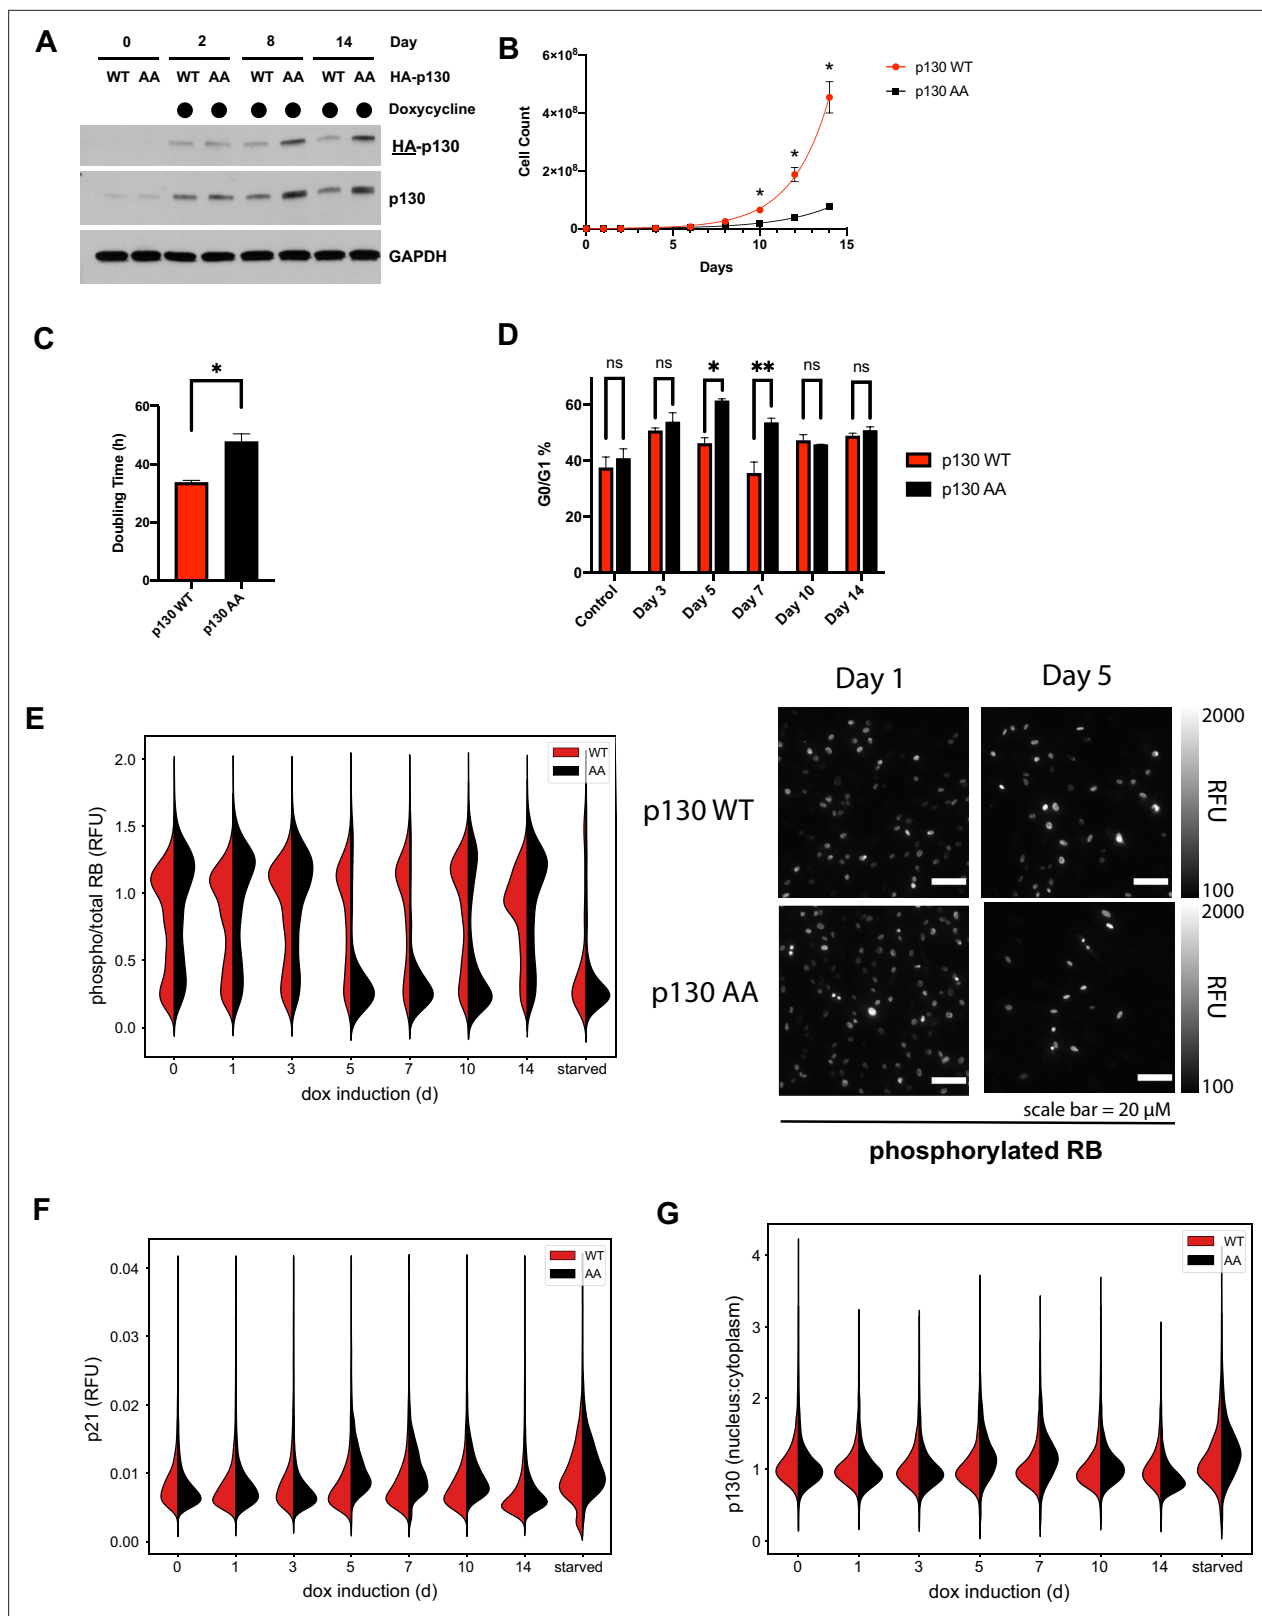 A
0 2 8 14 Day
WT AA WT AA WT AA WT AA HA-p130
Doxycycline
HA-p130
p130
GAPDH
B
Cell Count
6×10⁸
4×10⁸
2×10⁸
0
0 5 10 15
Days
* * *
p130 WT
p130 AA
C
Doubling Time (h)
60
40
20
0
*
p130 WT p130 AA
D
G0/G1 %
60
40
20
0
ns ns * ** ns ns
Control Day 3 Day 5 Day 7 Day 10 Day 14
p130 WT
p130 AA
E
phospho/total RB (RFU)
2.0
1.5
1.0
0.5
0.0
WT
AA
0 1 3 5 7 10 14 starved
dox induction (d)
Day 1 Day 5
p130 WT
p130 AA
2000
RFU
100
2000
RFU
100
scale bar = 20 µM
phosphorylated RB
F
p21 (RFU)
0.04
0.03
0.02
0.01
0.00
WT
AA
0 1 3 5 7 10 14 starved
dox induction (d)
G
p130 (nucleus:cytoplasm)
4
3
2
1
0
WT
AA
0 1 3 5 7 10 14 starved
dox induction (d)